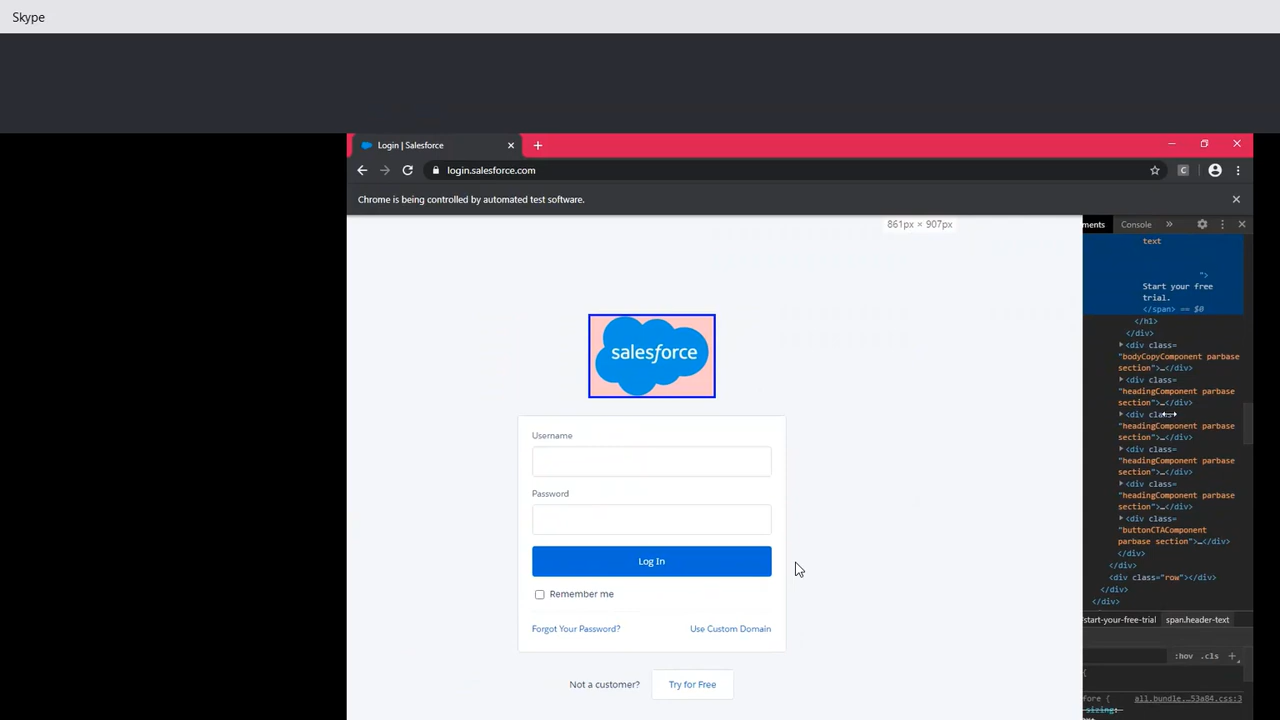 Skype
Login | Salesforce
login.salesforce.com
C
Chrome is being controlled by automated test software.
861px × 907px
ments Console »
text
">
Start your free
trial.
</span> == $0
</h1>
</div>
<div class=
"bodyCopyComponent parbase
section">…</div>
<div class=
"headingComponent parbase
section">…</div>
<div class=
"headingComponent parbase
section">…</div>
<div class=
"headingComponent parbase
section">…</div>
<div class=
"headingComponent parbase
section">…</div>
<div class=
"buttonCTAComponent
parbase section">…</div>
</div>
</div>
<div class="row"></div>
</div>
</div>
start-your-free-trial span.header-text
:hov .cls +
{
fore { all.bundle.…53a84.css:3
sizing:
salesforce
Username
Password
Log In
Remember me
Forgot Your Password? Use Custom Domain
Not a customer? Try for Free